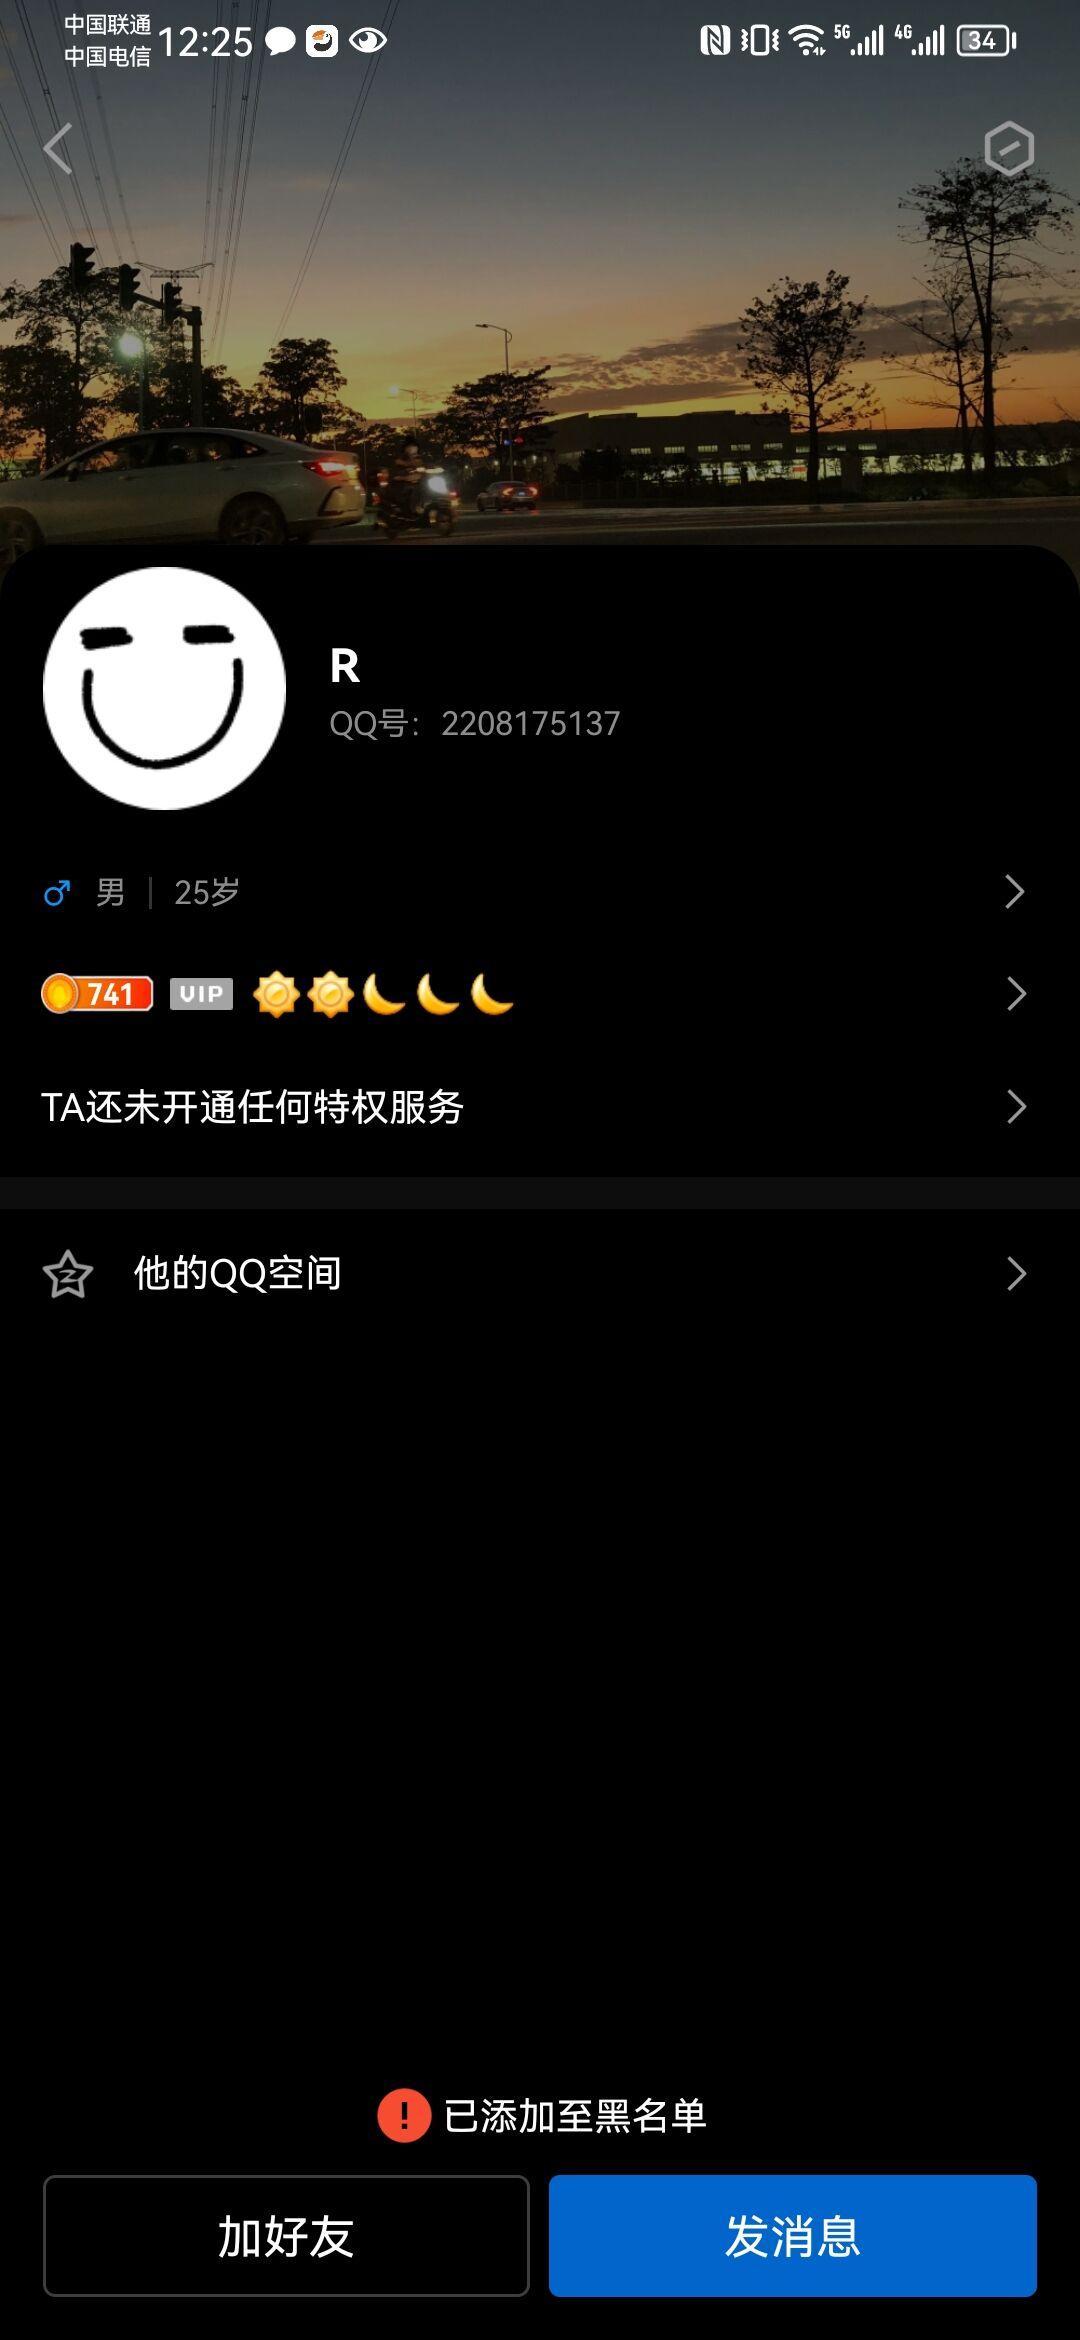 中国联通
中国电信
12:25
5G
4G
34
R
QQ号：2208175137
男 | 25岁
741 VIP
TA还未开通任何特权服务
他的QQ空间
已添加至黑名单
加好友
发消息